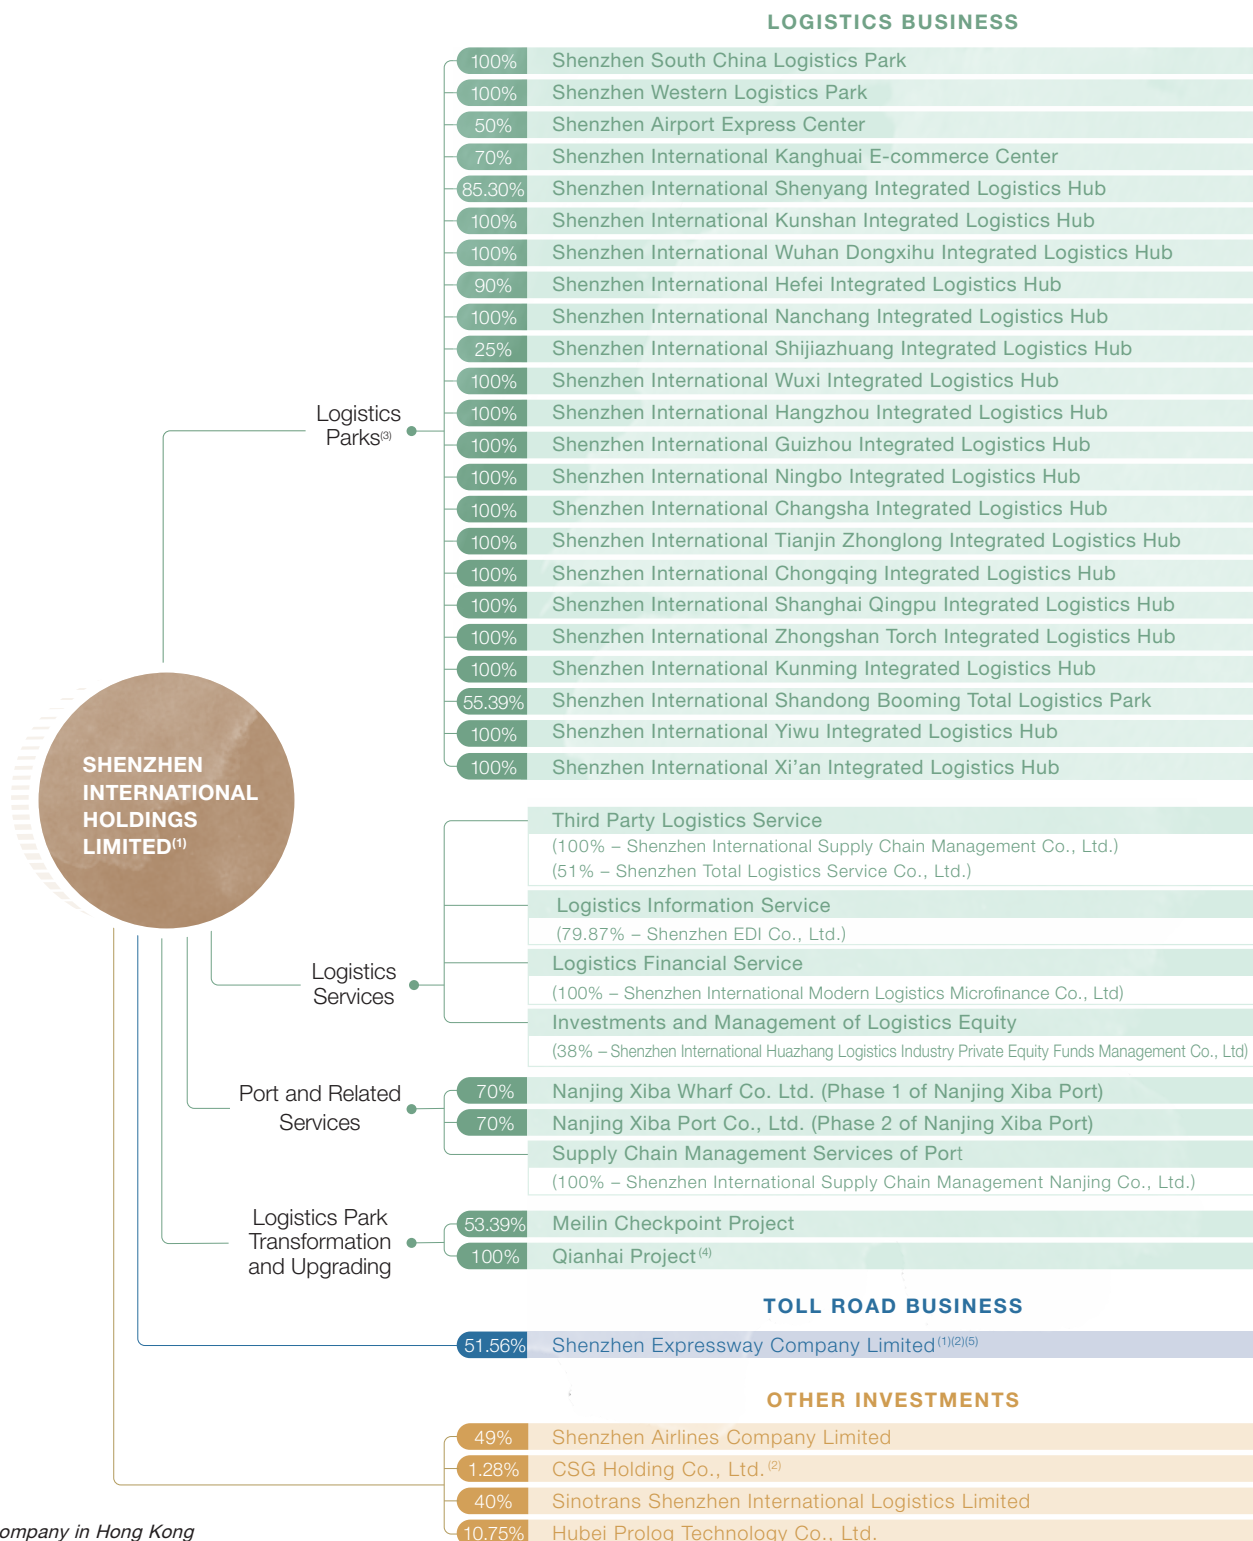 LOGISTICS BUSINESS
100% Shenzhen South China Logistics Park
100% Shenzhen Western Logistics Park
50% Shenzhen Airport Express Center
70% Shenzhen International Kanghuai E-commerce Center
85.30% Shenzhen International Shenyang Integrated Logistics Hub
100% Shenzhen International Kunshan Integrated Logistics Hub
100% Shenzhen International Wuhan Dongxihu Integrated Logistics Hub
90% Shenzhen International Hefei Integrated Logistics Hub
100% Shenzhen International Nanchang Integrated Logistics Hub
25% Shenzhen International Shijiazhuang Integrated Logistics Hub
100% Shenzhen International Wuxi Integrated Logistics Hub
Logistics
Parks(3)
100% Shenzhen International Hangzhou Integrated Logistics Hub
100% Shenzhen International Guizhou Integrated Logistics Hub
100% Shenzhen International Ningbo Integrated Logistics Hub
100% Shenzhen International Changsha Integrated Logistics Hub
100% Shenzhen International Tianjin Zhonglong Integrated Logistics Hub
100% Shenzhen International Chongqing Integrated Logistics Hub
100% Shenzhen International Shanghai Qingpu Integrated Logistics Hub
100% Shenzhen International Zhongshan Torch Integrated Logistics Hub
100% Shenzhen International Kunming Integrated Logistics Hub
55.39% Shenzhen International Shandong Booming Total Logistics Park
100% Shenzhen International Yiwu Integrated Logistics Hub
100% Shenzhen International Xi’an Integrated Logistics Hub
SHENZHEN
INTERNATIONAL
HOLDINGS
LIMITED(1)
Third Party Logistics Service
(100% – Shenzhen International Supply Chain Management Co., Ltd.)
(51% – Shenzhen Total Logistics Service Co., Ltd.)
Logistics Information Service
(79.87% – Shenzhen EDI Co., Ltd.)
Logistics
Services
Logistics Financial Service
(100% – Shenzhen International Modern Logistics Microfinance Co., Ltd)
Investments and Management of Logistics Equity
(38% – Shenzhen International Huazhang Logistics Industry Private Equity Funds Management Co., Ltd)
Port and Related
Services
70% Nanjing Xiba Wharf Co. Ltd. (Phase 1 of Nanjing Xiba Port)
70% Nanjing Xiba Port Co., Ltd. (Phase 2 of Nanjing Xiba Port)
Supply Chain Management Services of Port
(100% – Shenzhen International Supply Chain Management Nanjing Co., Ltd.)
Logistics Park
Transformation
and Upgrading
53.39% Meilin Checkpoint Project
100% Qianhai Project(4)
TOLL ROAD BUSINESS
51.56% Shenzhen Expressway Company Limited(1)(2)(5)
OTHER INVESTMENTS
49% Shenzhen Airlines Company Limited
1.28% CSG Holding Co., Ltd.(2)
40% Sinotrans Shenzhen International Logistics Limited
10.75% Hubei Prolog Technology Co., Ltd.
ompany in Hong Kong